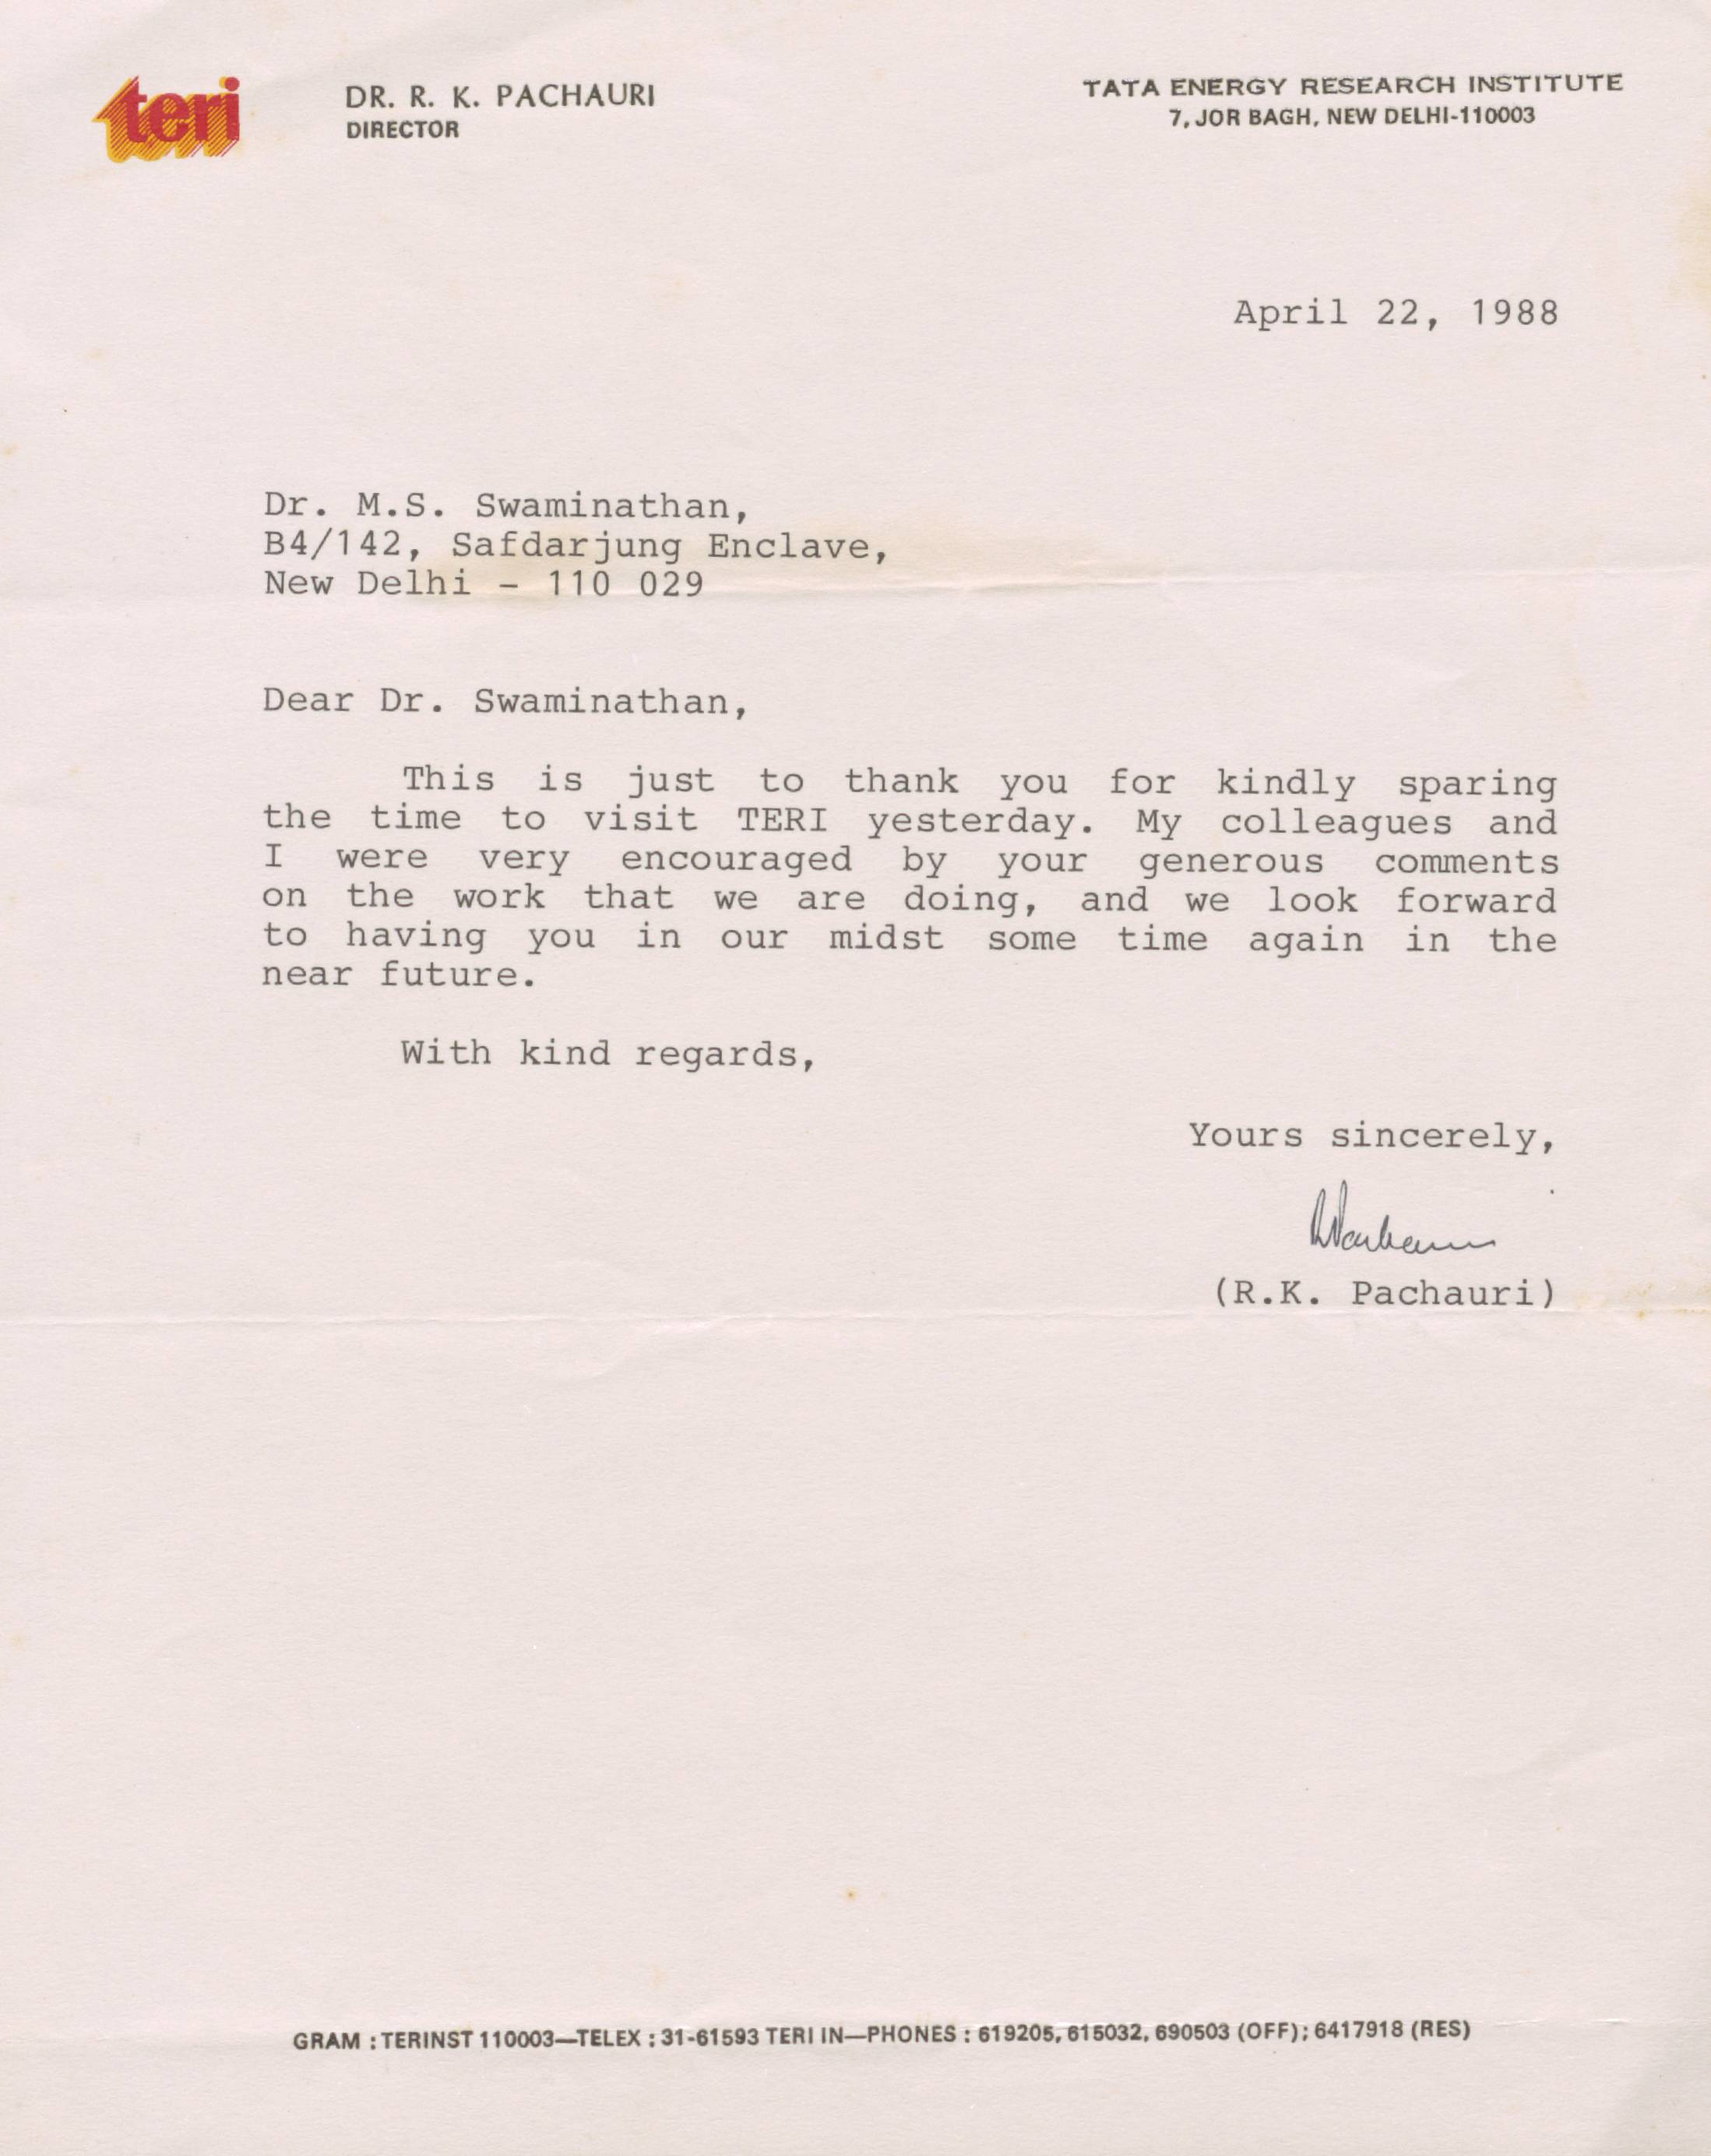 teri
DR. R. K. PACHAURI
DIRECTOR
TATA ENERGY RESEARCH INSTITUTE
7, JOR BAGH, NEW DELHI-110003
April 22, 1988
Dr. M.S. Swaminathan,
B4/142, Safdarjung Enclave,
New Delhi - 110 029
Dear Dr. Swaminathan,
This is just to thank you for kindly sparing
the time to visit TERI yesterday. My colleagues and
I were very encouraged by your generous comments
on the work that we are doing, and we look forward
to having you in our midst some time again in the
near future.
With kind regards,
Yours sincerely,
(R.K. Pachauri)
GRAM : TERINST 110003—TELEX : 31-61593 TERI IN—PHONES : 619205, 615032, 690503 (OFF); 6417918 (RES)